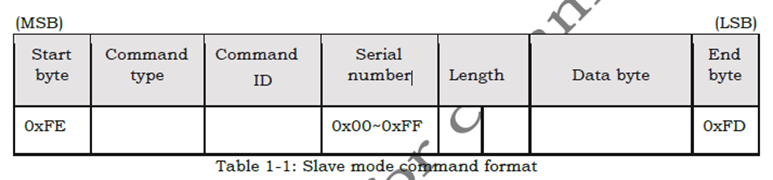 (MSB) (LSB)
Start byte Command type Command ID Serial number Length Data byte End byte
0xFE 0x00~0xFF 0xFD
Table 1-1: Slave mode command format